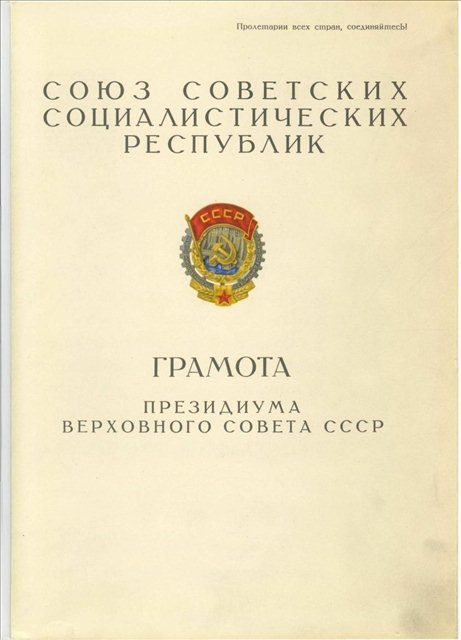 Пролетарии всех стран, соединяйтесь!
СОЮЗ СОВЕТСКИХ
СОЦИАЛИСТИЧЕСКИХ
РЕСПУБЛИК
СССР
ГРАМОТА
ПРЕЗИДИУМА
ВЕРХОВНОГО СОВЕТА СССР